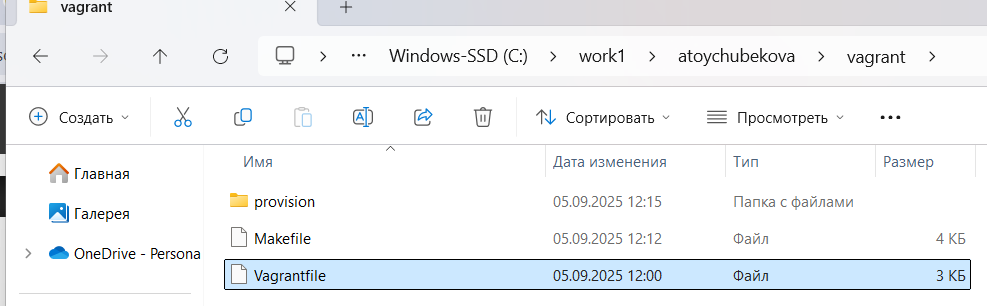 vagrant
Windows-SSD (C:) work1 atoychubekova vagrant
Создать Сортировать Просмотреть
Имя Дата изменения Тип Размер
Главная
provision 05.09.2025 12:15 Папка с файлами
Галерея
Makefile 05.09.2025 12:12 Файл 4 КБ
OneDrive - Persona
Vagrantfile 05.09.2025 12:00 Файл 3 КБ